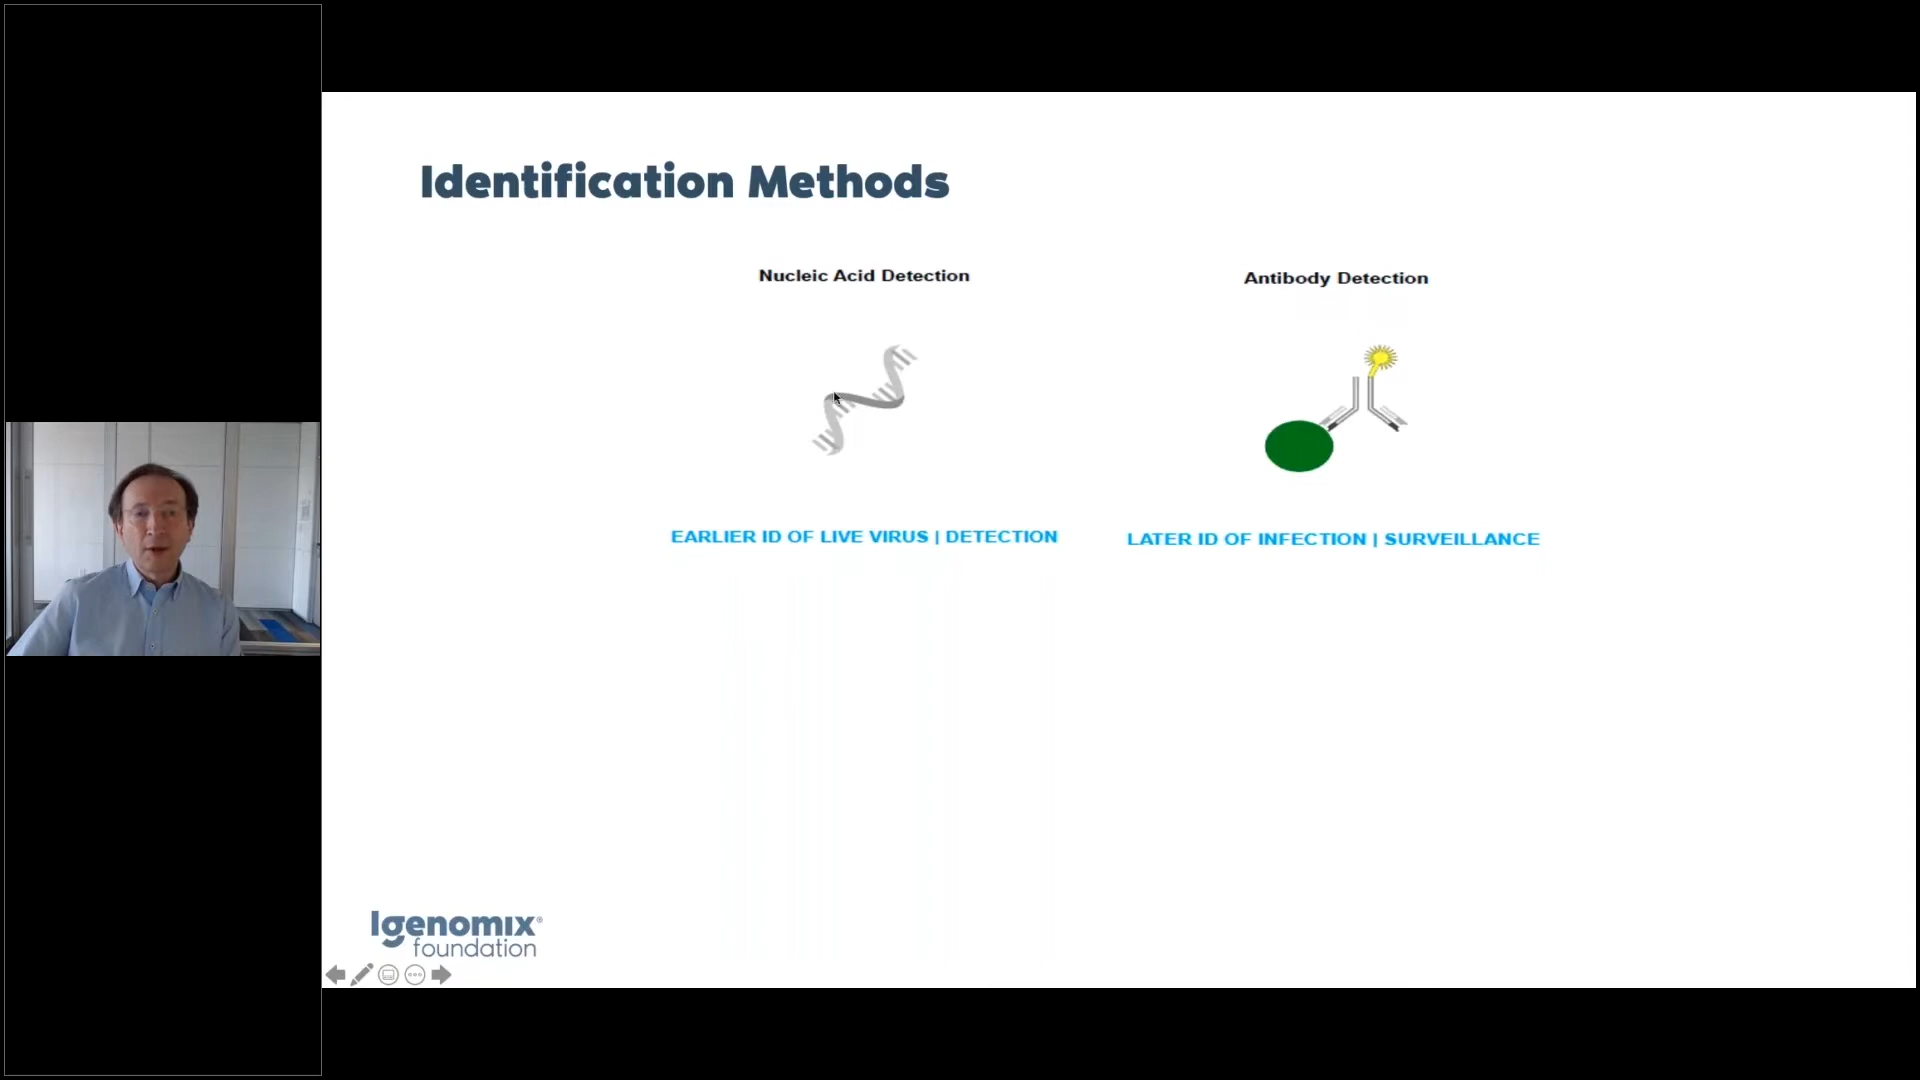 Identification Methods
Nucleic Acid Detection
Antibody Detection
EARLIER ID OF LIVE VIRUS | DETECTION
LATER ID OF INFECTION | SURVEILLANCE
Igenomix®
foundation